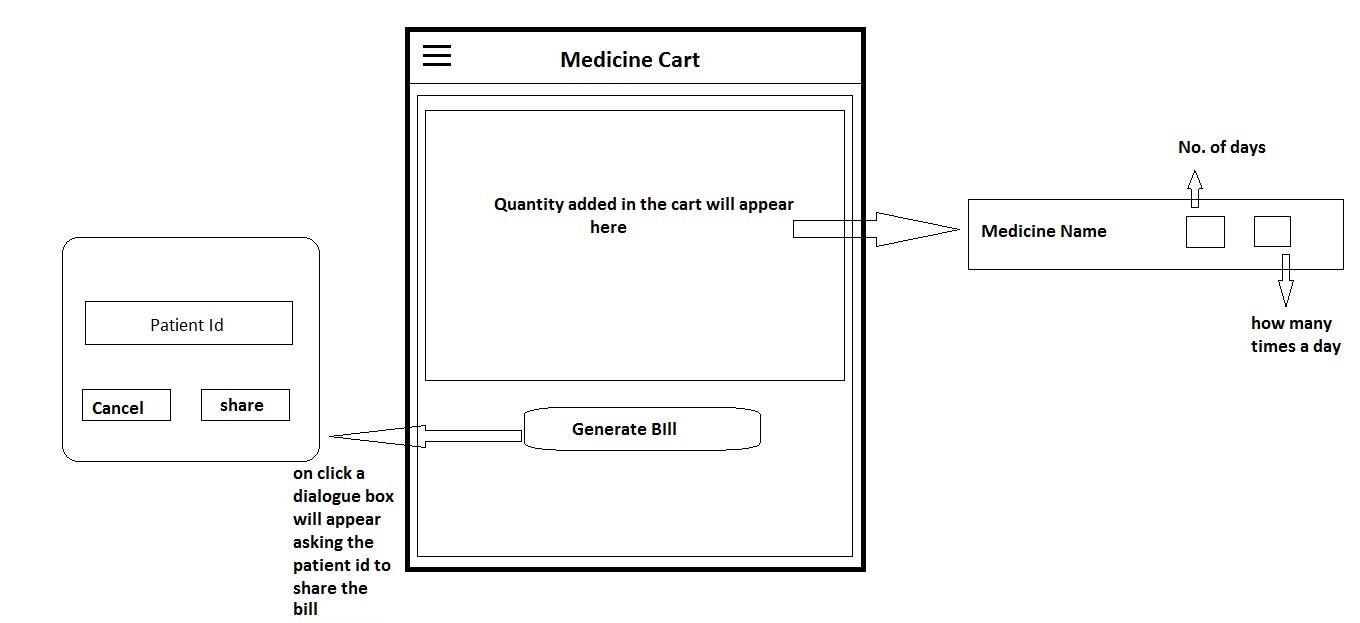 Medicine Cart
Quantity added in the cart will appear
here
No. of days
Medicine Name
how many
times a day
Patient Id
Cancel
share
Generate BIll
on click a
dialogue box
will appear
asking the
patient id to
share the
bill